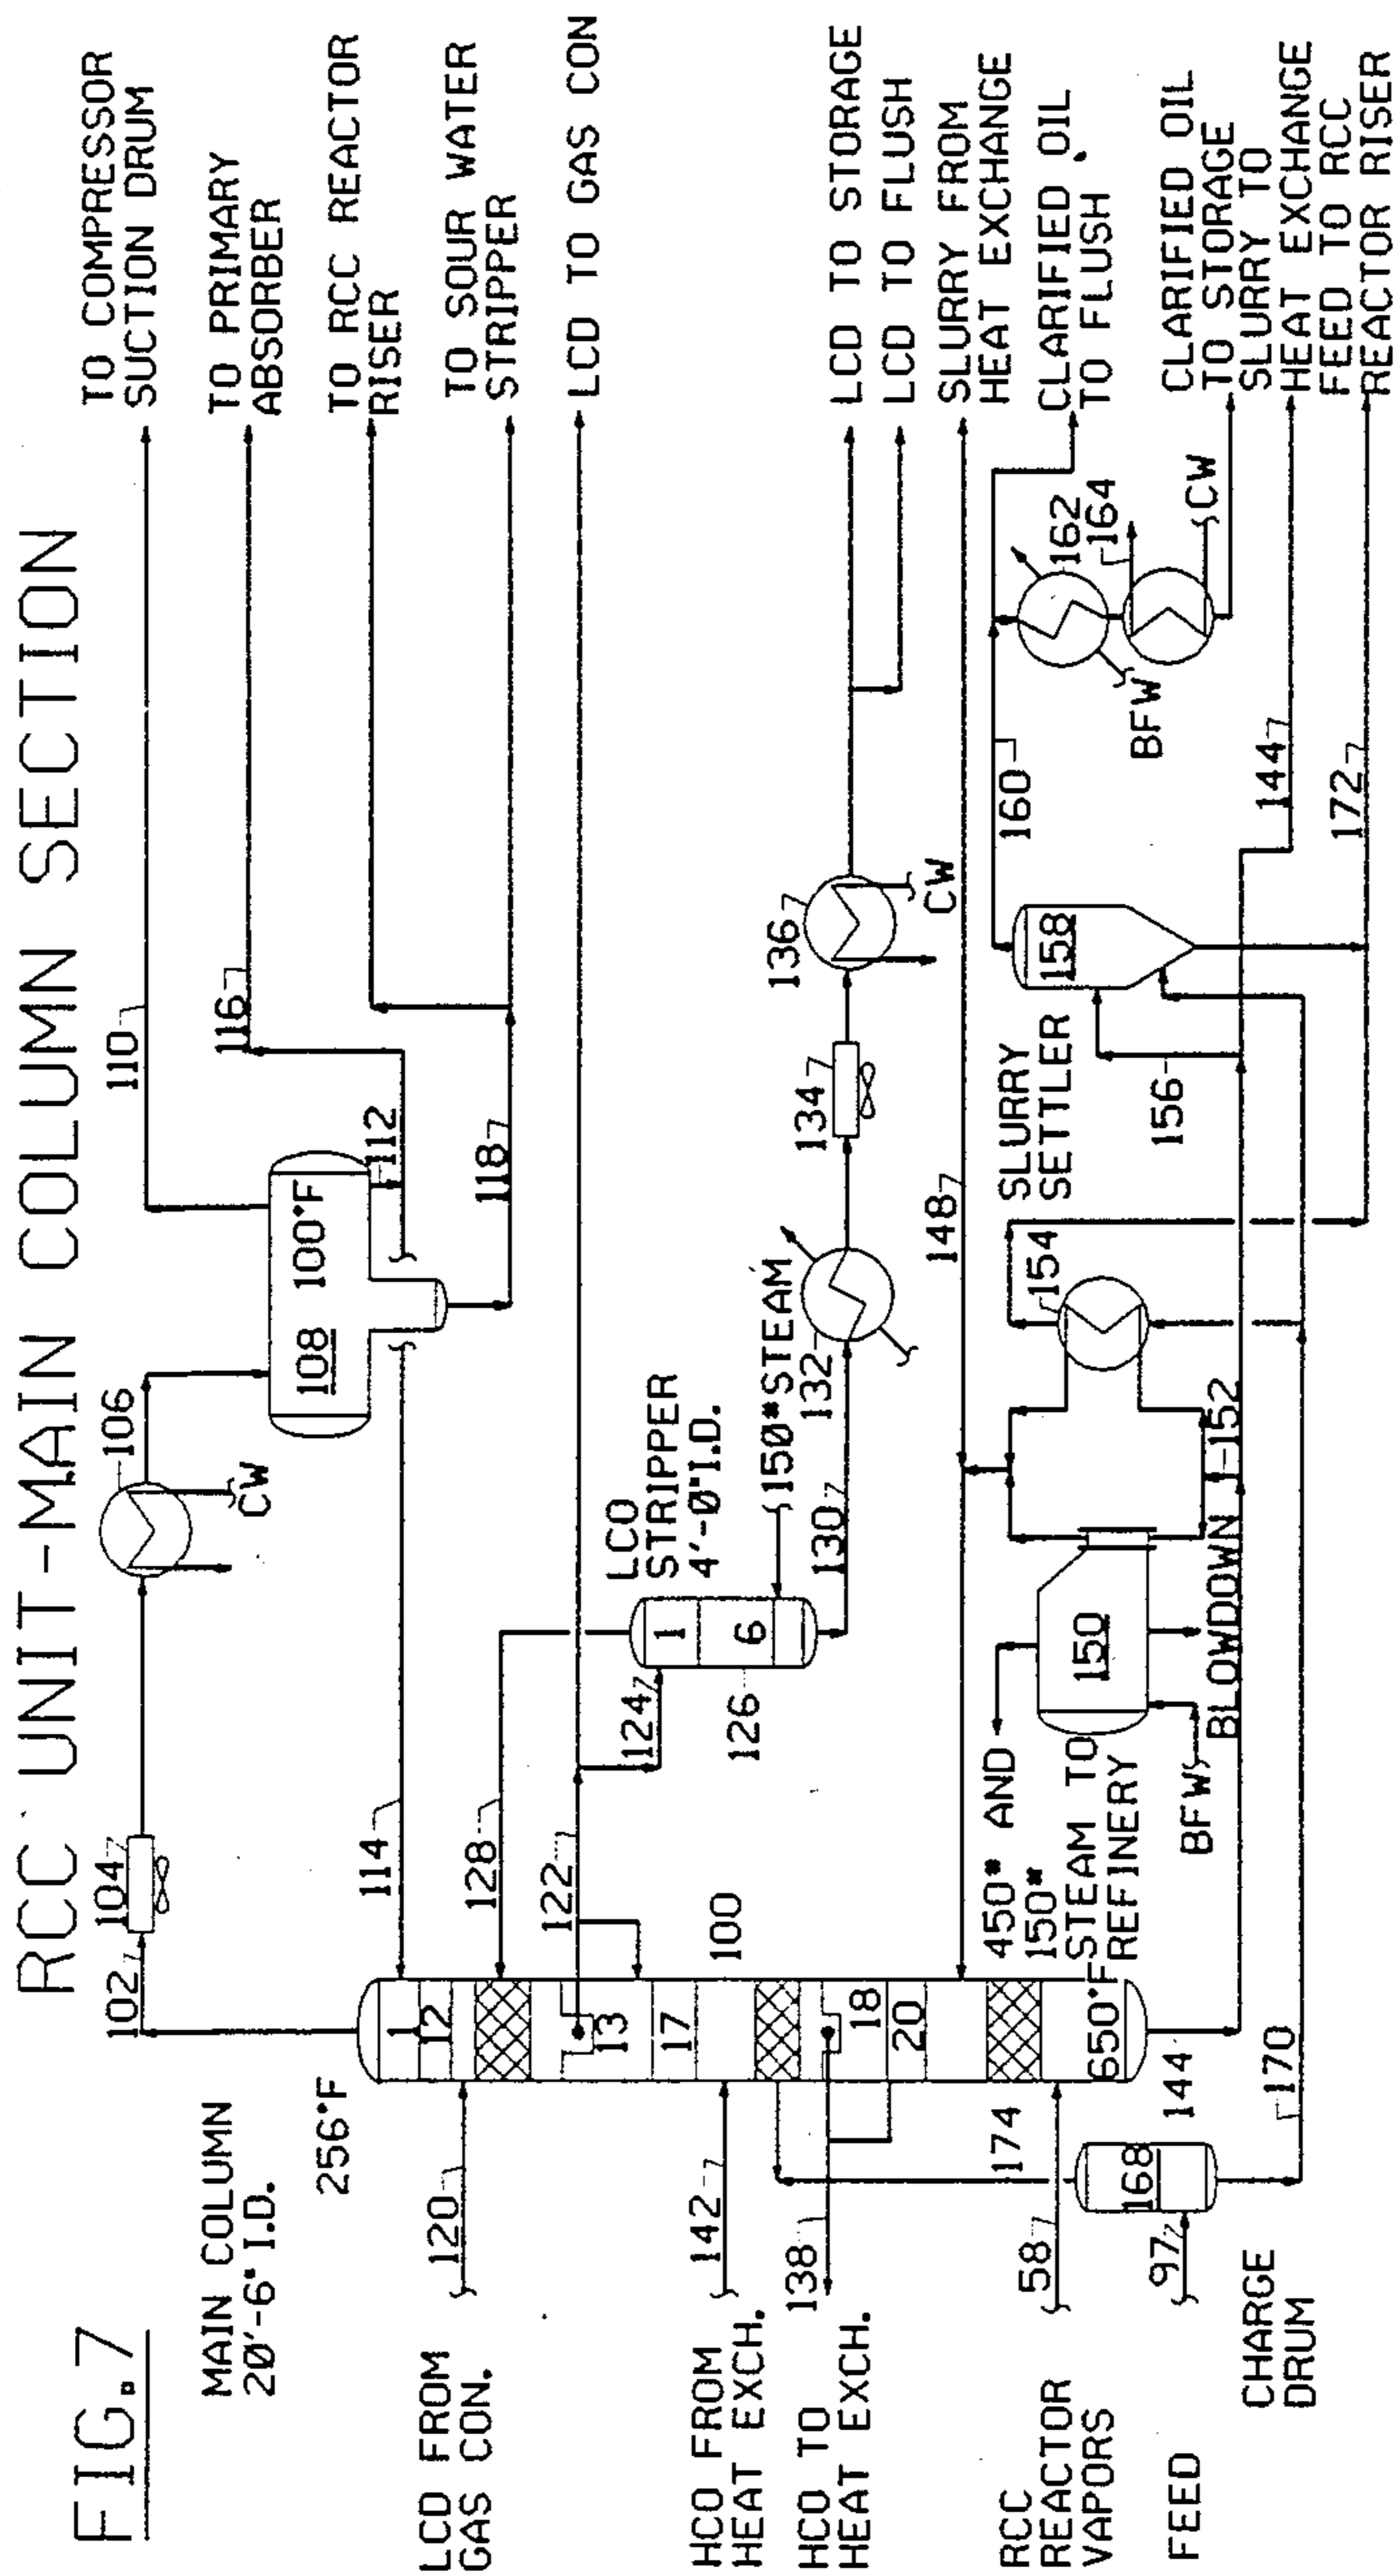 FIG.7
RCC UNIT-MAIN COLUMN SECTION
MAIN COLUMN
20'-6" I.D.
256°F
102
104
106
CW
108
100°F
110
TO COMPRESSOR
SUCTION DRUM
112
116
TO PRIMARY
ABSORBER
TO RCC REACTOR
RISER
114
118
TO SOUR WATER
STRIPPER
LCD FROM
GAS CON.
120
128
122
LCD TO GAS CON
124
126
LCO
STRIPPER
4'-0"I.D.
1
6
150#STEAM
130
132
134
136
CW
LCD TO STORAGE
LCD TO FLUSH
1
12
13
17
18
20
650°F
100
HCO FROM
HEAT EXCH.
142
HCO TO
HEAT EXCH.
138
148
SLURRY FROM
HEAT EXCHANGE
RCC
REACTOR
VAPORS
58
174
144
450# AND
150#
STEAM TO
REFINERY
BFW
150
BLOWDOWN
152
154
SLURRY
SETTLER
156
158
160
162
164
BFW
CW
CLARIFIED OIL
TO FLUSH
CLARIFIED OIL
TO STORAGE
SLURRY TO
HEAT EXCHANGE
144
FEED TO RCC
REACTOR RISER
172
FEED
97
168
CHARGE
DRUM
170